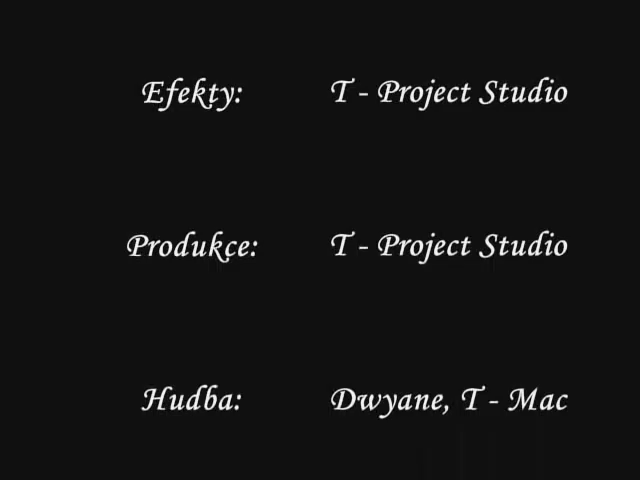 Efekty: T - Project Studio
Produkce: T - Project Studio
Hudba: Dwyane, T - Mac